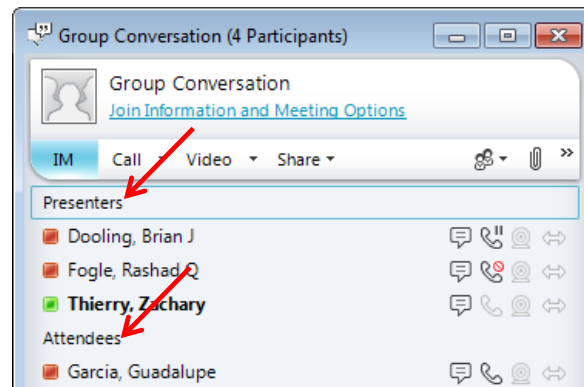 Group Conversation (4 Participants)
Group Conversation
Join Information and Meeting Options
IM Call Video Share
Presenters
Dooling, Brian J
Fogle, Rashad Q
Thierry, Zachary
Attendees
Garcia, Guadalupe